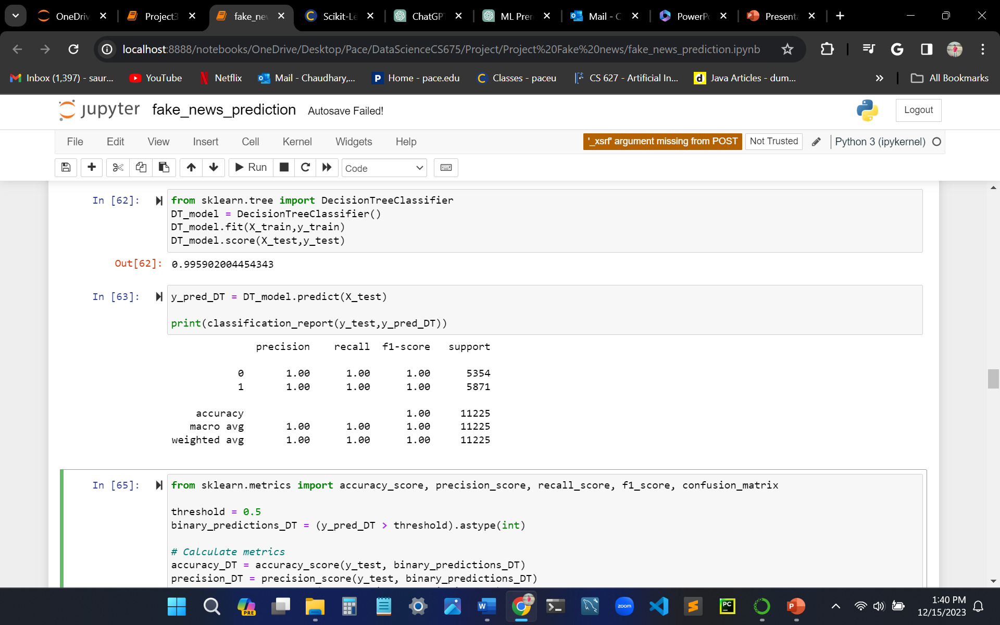 OneDriv
Project3
fake_nev
Scikit-Le
ChatGP
ML Prer
Mail - C
PowerPo
Presenta
localhost:8888/notebooks/OneDrive/Desktop/Pace/DataScienceCS675/Project/Project%20Fake%20news/fake_news_prediction.ipynb
Inbox (1,397) - saur...
YouTube
Netflix
Mail - Chaudhary,...
Home - pace.edu
Classes - paceu
CS 627 - Artificial In...
Java Articles - dum...
All Bookmarks
jupyter fake_news_prediction Autosave Failed!
Logout
File Edit View Insert Cell Kernel Widgets Help
'_xsrf' argument missing from POST
Not Trusted
Python 3 (ipykernel)
Run
Code
In [62]: from sklearn.tree import DecisionTreeClassifier
DT_model = DecisionTreeClassifier()
DT_model.fit(X_train,y_train)
DT_model.score(X_test,y_test)
Out[62]: 0.995902004454343
In [63]: y_pred_DT = DT_model.predict(X_test)
print(classification_report(y_test,y_pred_DT))
precision recall f1-score support
0 1.00 1.00 1.00 5354
1 1.00 1.00 1.00 5871
accuracy 1.00 11225
macro avg 1.00 1.00 1.00 11225
weighted avg 1.00 1.00 1.00 11225
In [65]: from sklearn.metrics import accuracy_score, precision_score, recall_score, f1_score, confusion_matrix
threshold = 0.5
binary_predictions_DT = (y_pred_DT > threshold).astype(int)
# Calculate metrics
accuracy_DT = accuracy_score(y_test, binary_predictions_DT)
precision_DT = precision_score(y_test, binary_predictions_DT)
PRE
zoom
PC
1:40 PM
12/15/2023